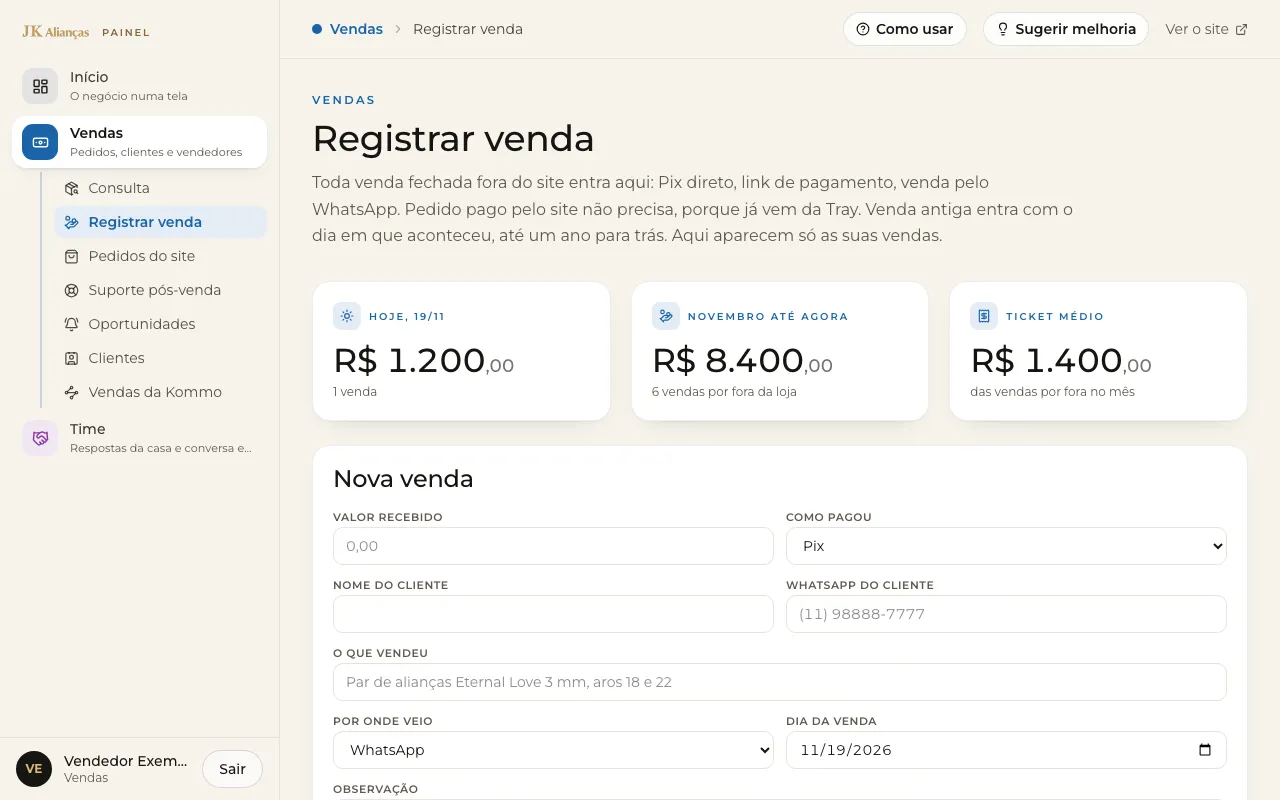 JK Alianças PAINEL
Início
O negócio numa tela
Vendas
Pedidos, clientes e vendedores
Consulta
Registrar venda
Pedidos do site
Suporte pós-venda
Oportunidades
Clientes
Vendas da Kommo
Time
Respostas da casa e conversa e...
VE
Vendedor Exem...
Vendas
Sair
Vendas > Registrar venda
Como usar
Sugerir melhoria
Ver o site
VENDAS
Registrar venda
Toda venda fechada fora do site entra aqui: Pix direto, link de pagamento, venda pelo
WhatsApp. Pedido pago pelo site não precisa, porque já vem da Tray. Venda antiga entra com o
dia em que aconteceu, até um ano para trás. Aqui aparecem só as suas vendas.
HOJE, 19/11
R$ 1.200,00
1 venda
NOVEMBRO ATÉ AGORA
R$ 8.400,00
6 vendas por fora da loja
TICKET MÉDIO
R$ 1.400,00
das vendas por fora no mês
Nova venda
VALOR RECEBIDO
0,00
COMO PAGOU
Pix
NOME DO CLIENTE
WHATSAPP DO CLIENTE
(11) 98888-7777
O QUE VENDEU
Par de alianças Eternal Love 3 mm, aros 18 e 22
POR ONDE VEIO
WhatsApp
DIA DA VENDA
11/19/2026
OBSERVAÇÃO